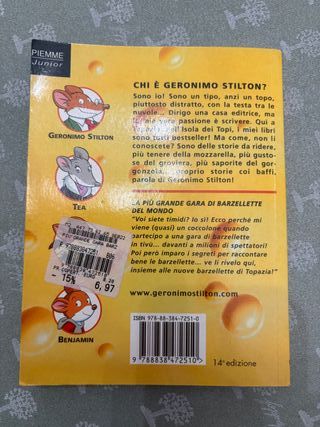 PIEMME
Junior
CHI È GERONIMO STILTON?
Sono io! Sono un tipo, anzi un topo,
piuttosto distratto, con la testa tra le
nuvole... Dirigo una casa editrice, ma
la mia vera passione è scrivere. Qui a
Topazia, nell'Isola dei Topi, i miei libri
sono tutti bestseller! Ma come, non li
conoscete? Sono delle storie da ridere,
più tenere della mozzarella, più gusto-
se del groviera, più saporite del gor-
gonzola... proprio storie coi baffi,
parola di Geronimo Stilton!
GERONIMO STILTON
TEA
LA PIÙ GRANDE GARA DI BARZELLETTE
DEL MONDO
"Voi siete timidi? Io sì! Ecco perché mi
viene (quasi) un coccolone quando
partecipo a una gara di barzellette
in tivù... davanti a milioni di spettatori!
Poi però imparo i segreti per raccontare
bene le barzellette... ve li rivelo qui,
insieme alle nuove barzellette di Topazia!"
15% 6,97
www.geronimostilton.com
BENJAMIN
ISBN 978-88-384-7251-0
9 788838 472510
14ª edizione